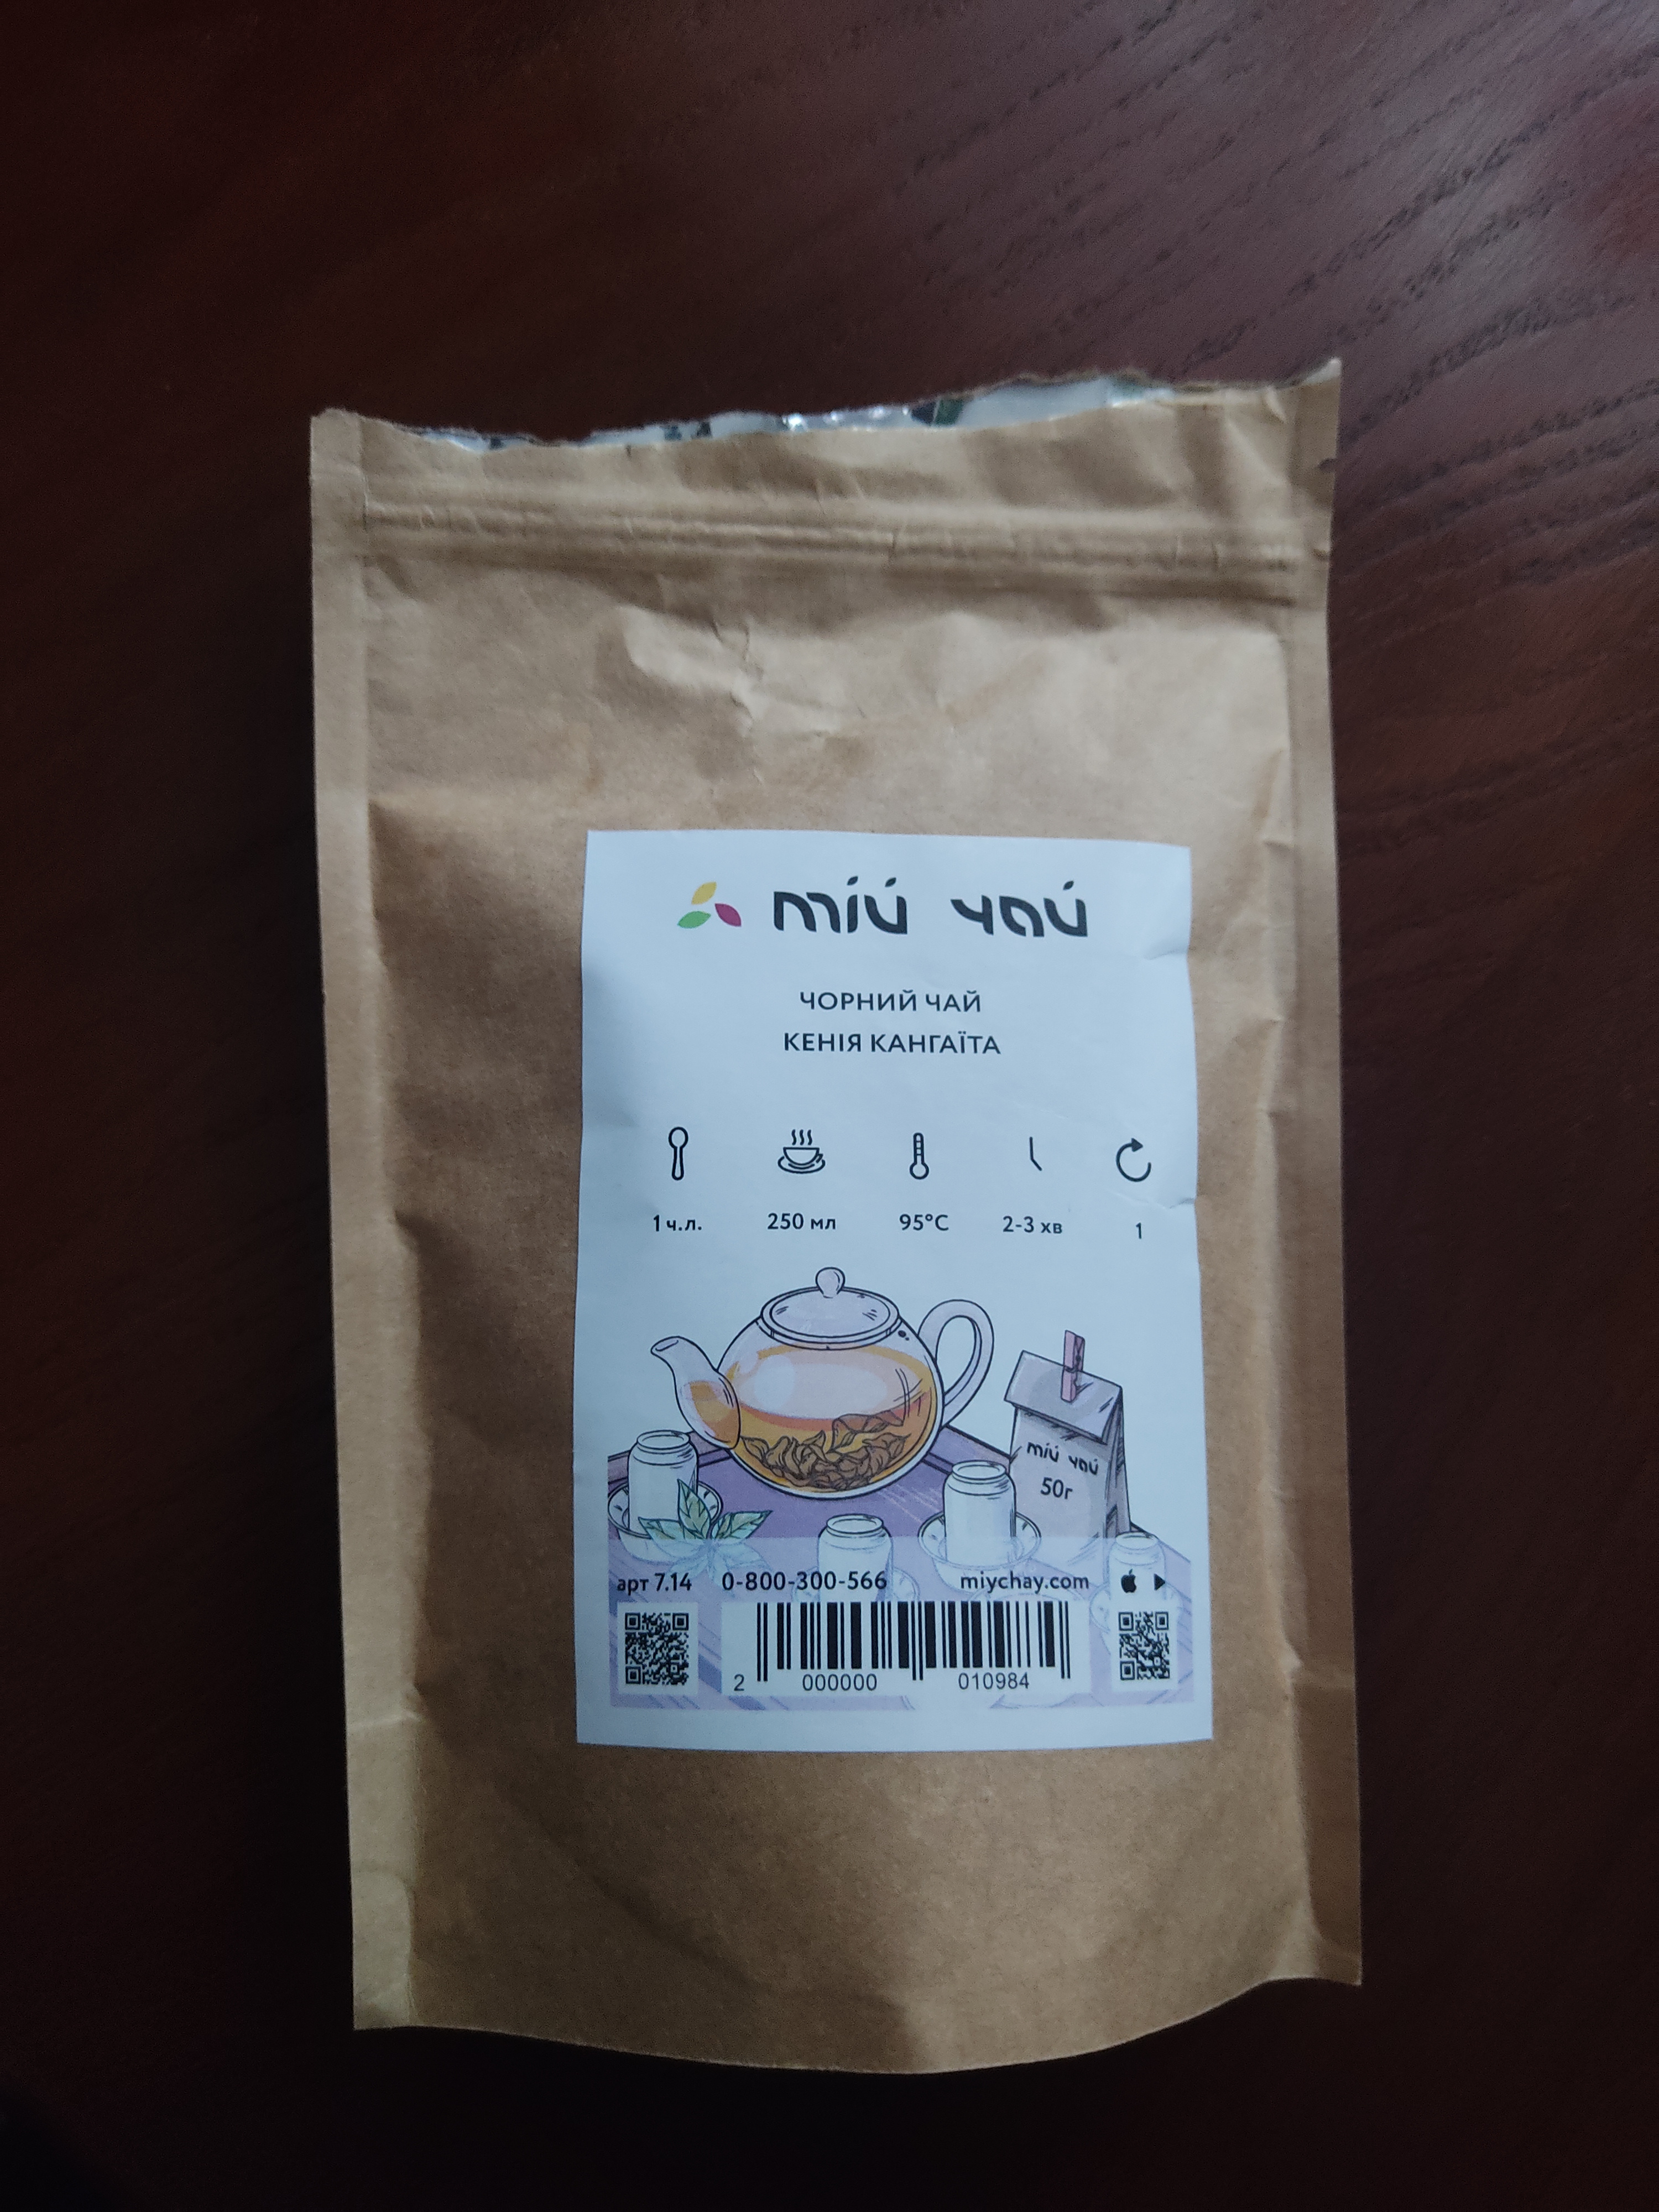 мій чай
ЧОРНИЙ ЧАЙ
КЕНІЯ КАНГАЇТА
1 ч.л. 250 мл 95°C 2-3 хв 1
мій чай
50г
арт 7.14 0-800-300-566 miychay.com
2 000000 010984